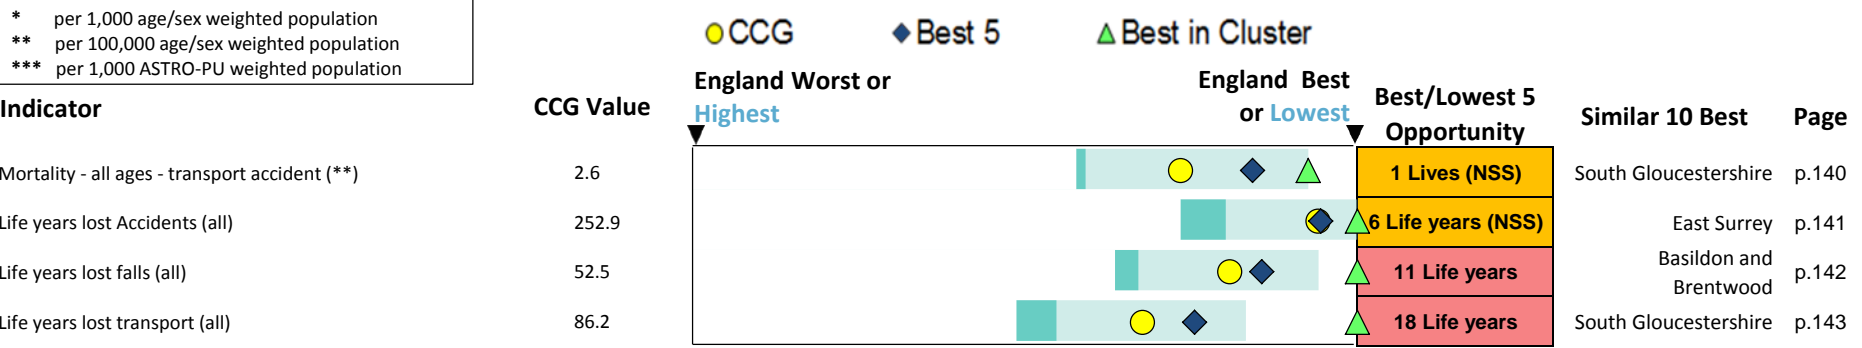 * per 1,000 age/sex weighted population
** per 100,000 age/sex weighted population
*** per 1,000 ASTRO-PU weighted population
CCG Best 5 Best in Cluster
Indicator
CCG Value
England Worst or
Highest
England Best
or Lowest
Best/Lowest 5
Opportunity
Similar 10 Best
Page
Mortality - all ages - transport accident (**) 2.6 1 Lives (NSS) South Gloucestershire p.140
Life years lost Accidents (all) 252.9 6 Life years (NSS) East Surrey p.141
Life years lost falls (all) 52.5 11 Life years Basildon and
Brentwood p.142
Life years lost transport (all) 86.2 18 Life years South Gloucestershire p.143